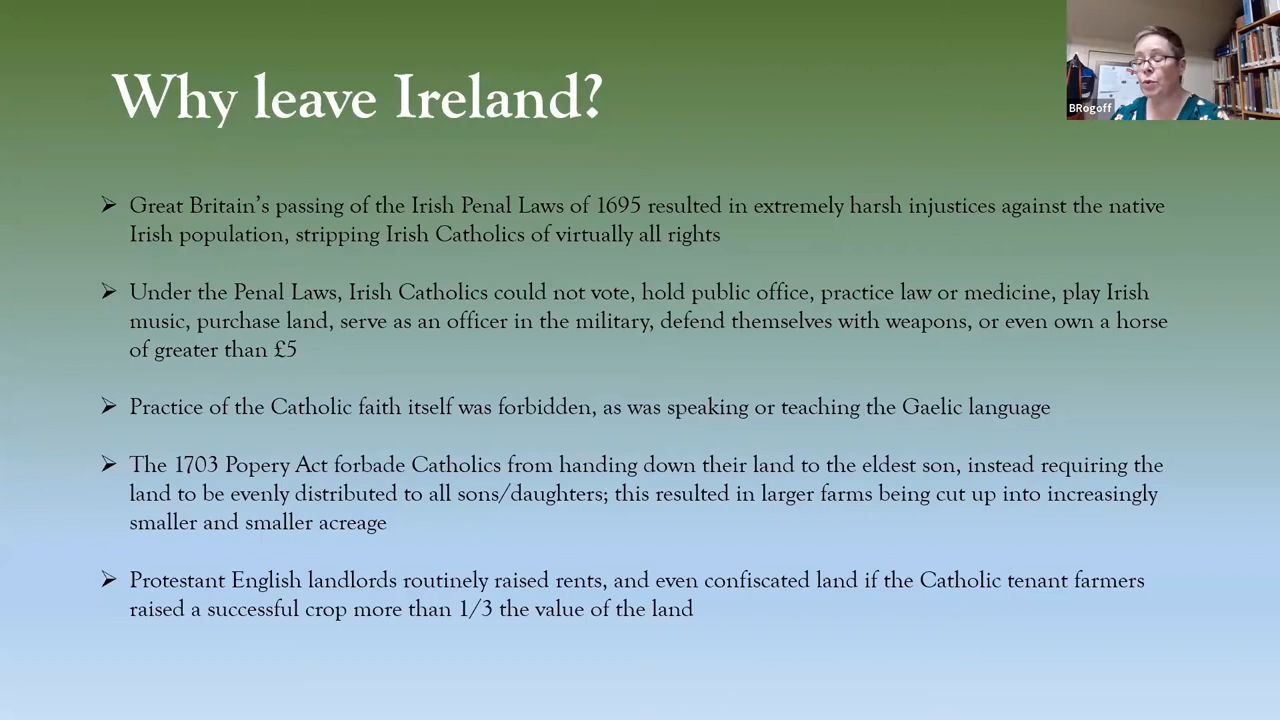 Why leave Ireland?
BRogoff
➢ Great Britain's passing of the Irish Penal Laws of 1695 resulted in extremely harsh injustices against the native
Irish population, stripping Irish Catholics of virtually all rights
➢ Under the Penal Laws, Irish Catholics could not vote, hold public office, practice law or medicine, play Irish
music, purchase land, serve as an officer in the military, defend themselves with weapons, or even own a horse
of greater than £5
➢ Practice of the Catholic faith itself was forbidden, as was speaking or teaching the Gaelic language
➢ The 1703 Popery Act forbade Catholics from handing down their land to the eldest son, instead requiring the
land to be evenly distributed to all sons/daughters; this resulted in larger farms being cut up into increasingly
smaller and smaller acreage
➢ Protestant English landlords routinely raised rents, and even confiscated land if the Catholic tenant farmers
raised a successful crop more than 1/3 the value of the land